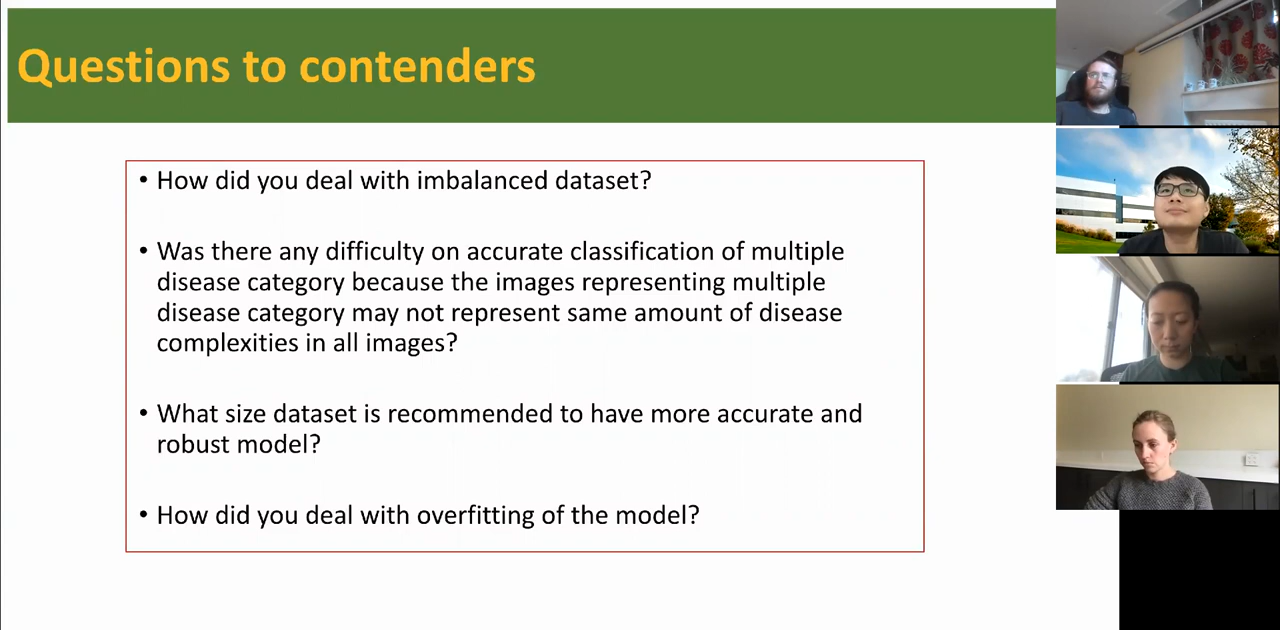 Questions to contenders
• How did you deal with imbalanced dataset?
• Was there any difficulty on accurate classification of multiple
disease category because the images representing multiple
disease category may not represent same amount of disease
complexities in all images?
• What size dataset is recommended to have more accurate and
robust model?
• How did you deal with overfitting of the model?